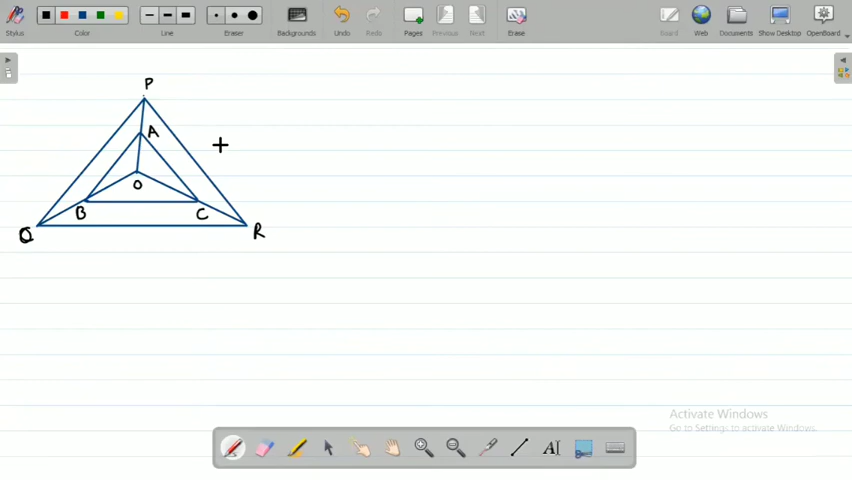 Stylus
Color
Line
Eraser
Backgrounds
Undo
Redo
Pages
Previous
Next
Erase
Board
Web
Documents
Show Desktop
OpenBoard
P
A
O
B
C
Q
R
Activate Windows
Go to Settings to activate Windows.